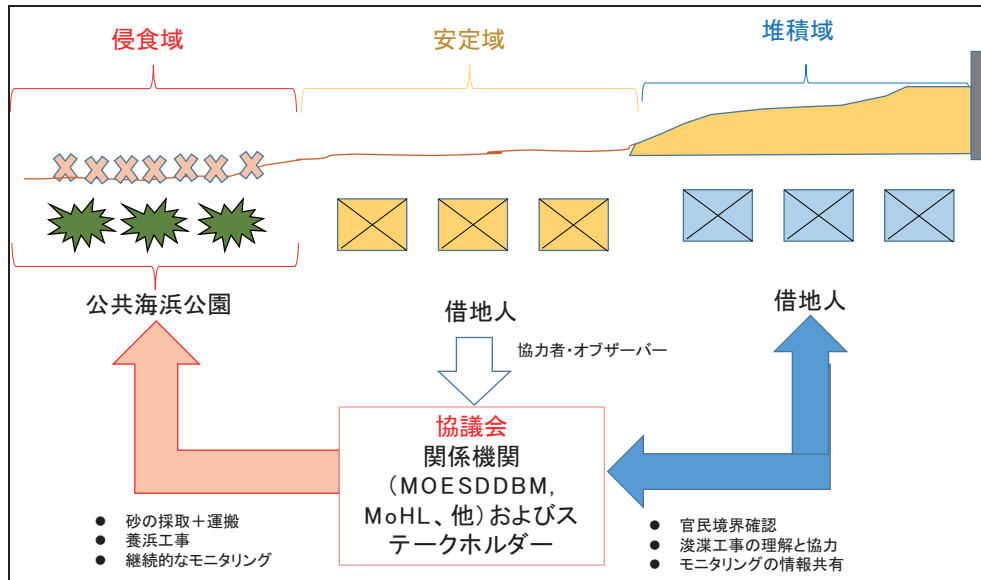 侵食域
安定域
堆積域
公共海浜公園
借地人
借地人
協力者・オブザーバー
協議会
関係機関
(MOESDDBM,
MoHL、他)およびス
テークホルダー
● 砂の採取+運搬
● 養浜工事
● 継続的なモニタリング
● 官民境界確認
● 浚渫工事の理解と協力
● モニタリングの情報共有